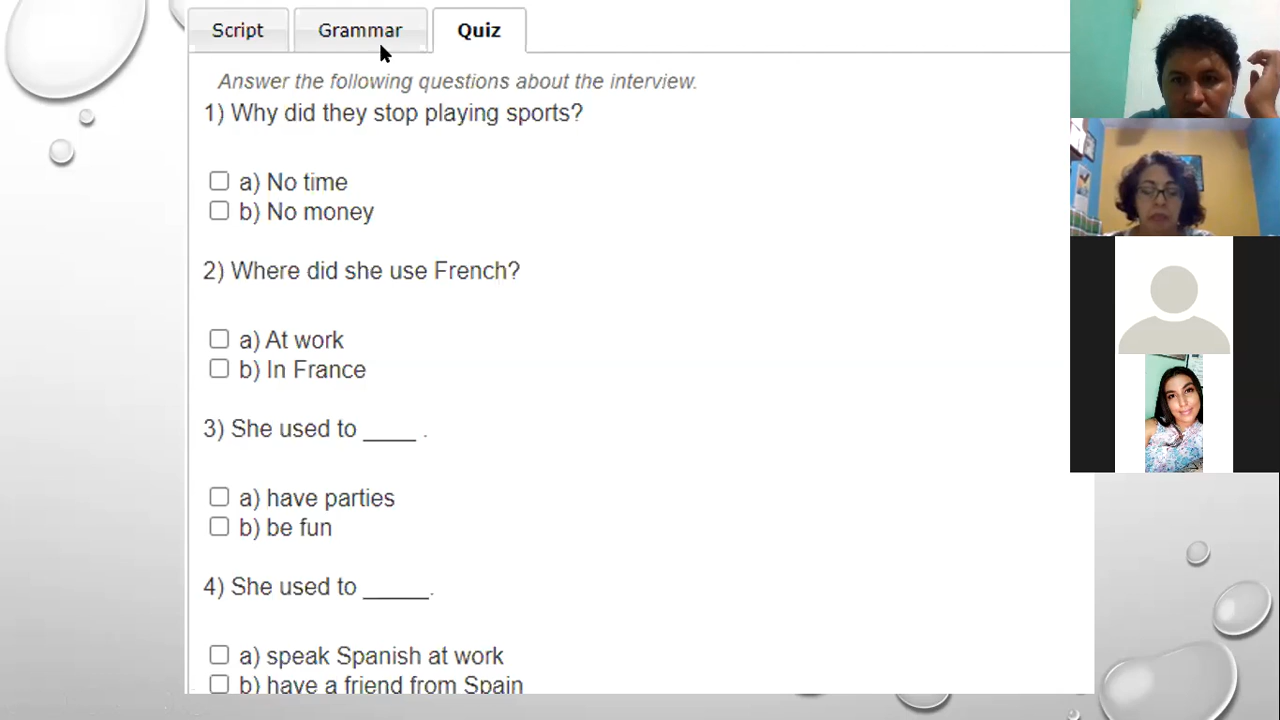 Script Grammar Quiz
Answer the following questions about the interview.
1) Why did they stop playing sports?
a) No time
b) No money
2) Where did she use French?
a) At work
b) In France
3) She used to ____ .
a) have parties
b) be fun
4) She used to _____.
a) speak Spanish at work
b) have a friend from Spain